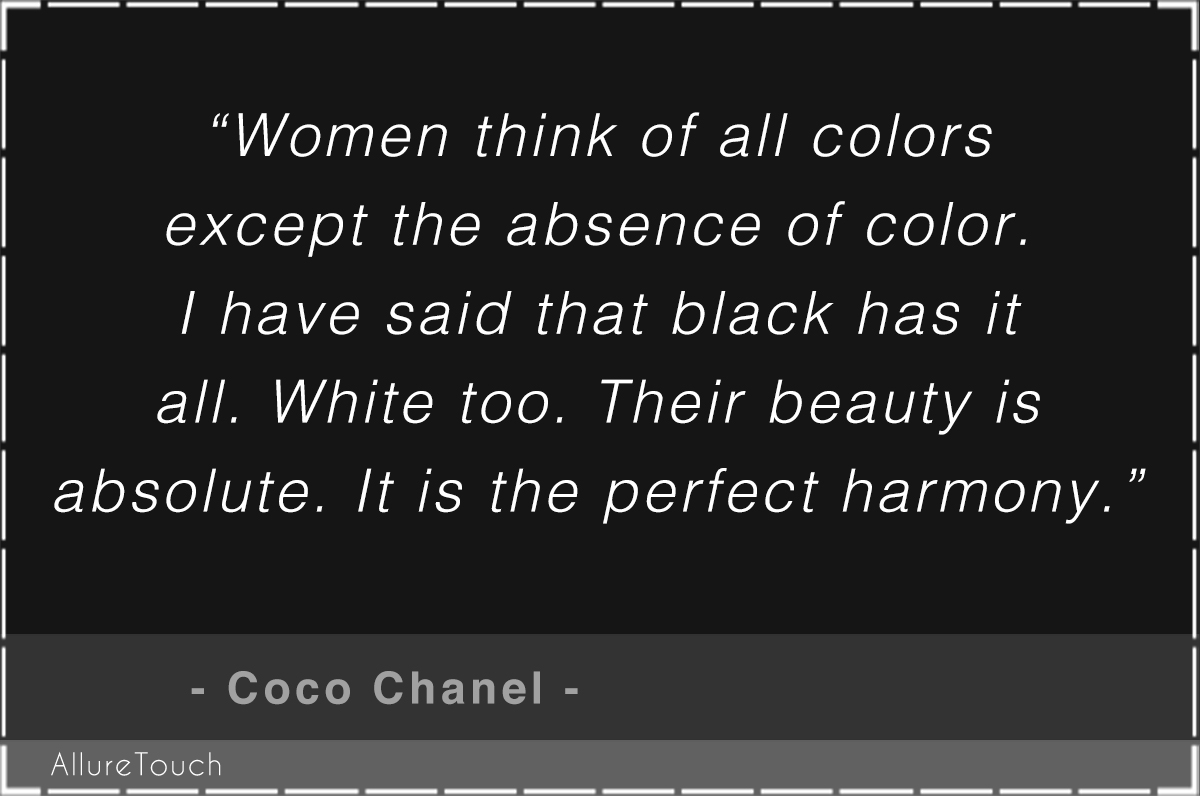 “Women think of all colors
except the absence of color.
I have said that black has it
all. White too. Their beauty is
absolute. It is the perfect harmony.”
- Coco Chanel -
AllureTouch